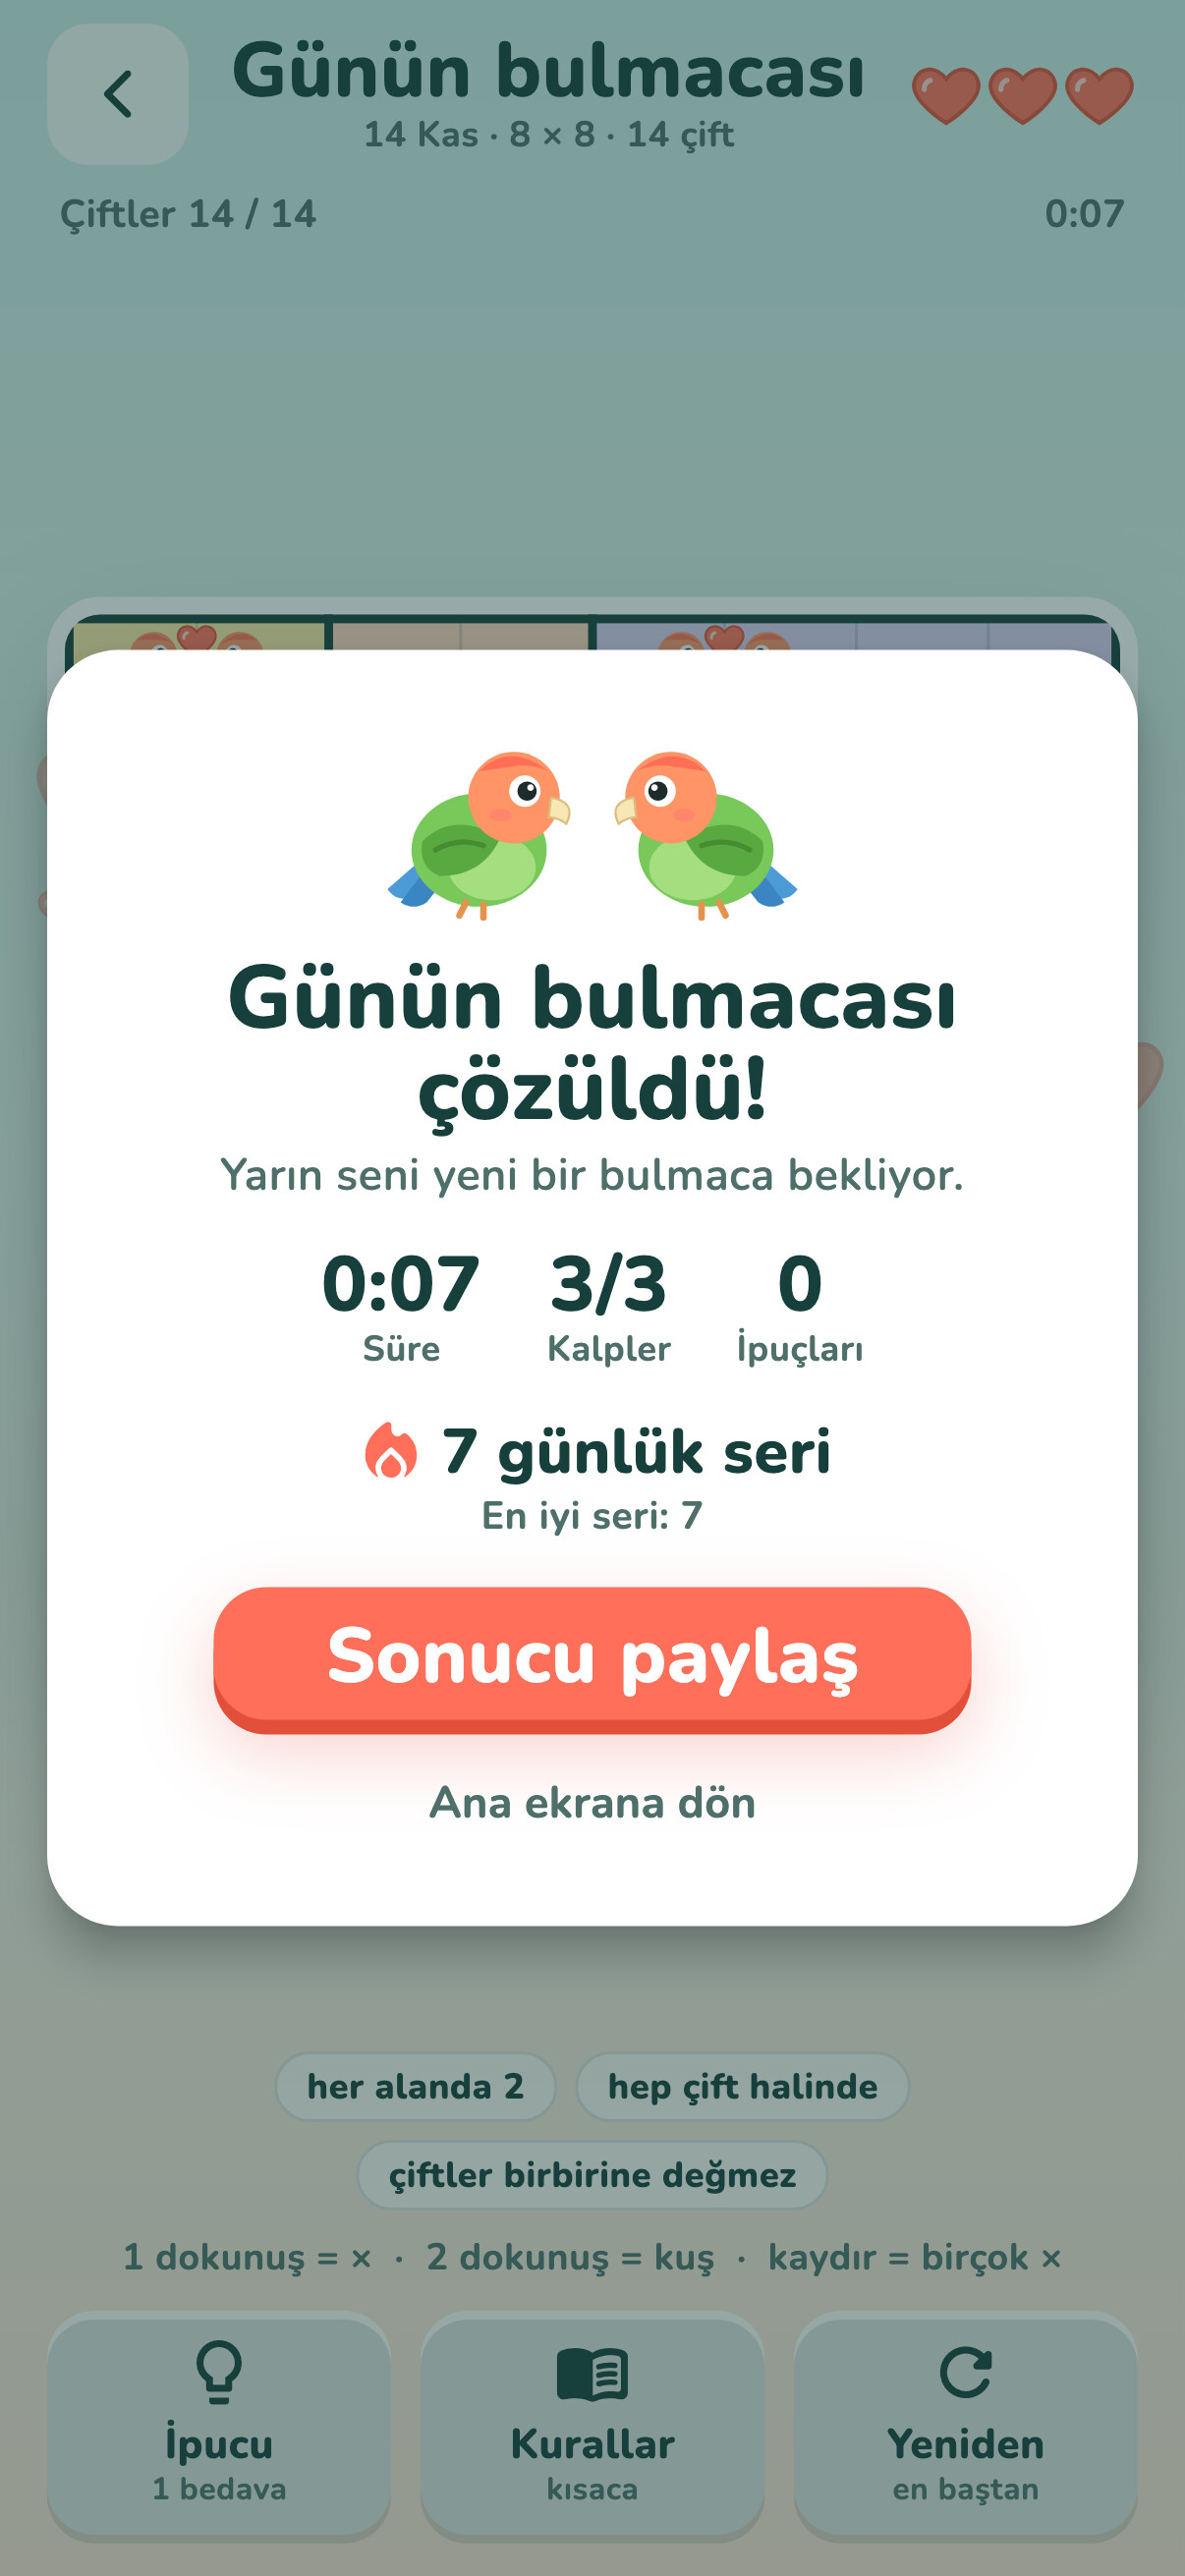 Günün bulmacası
14 Kas · 8 × 8 · 14 çift
Çiftler 14 / 14
0:07
Günün bulmacası
çözüldü!
Yarın seni yeni bir bulmaca bekliyor.
0:07 3/3 0
Süre Kalpler İpuçları
7 günlük seri
En iyi seri: 7
Sonucu paylaş
Ana ekrana dön
her alanda 2 hep çift halinde
çiftler birbirine değmez
1 dokunuş = × · 2 dokunuş = kuş · kaydır = birçok ×
İpucu Kurallar Yeniden
1 bedava kısaca en baştan